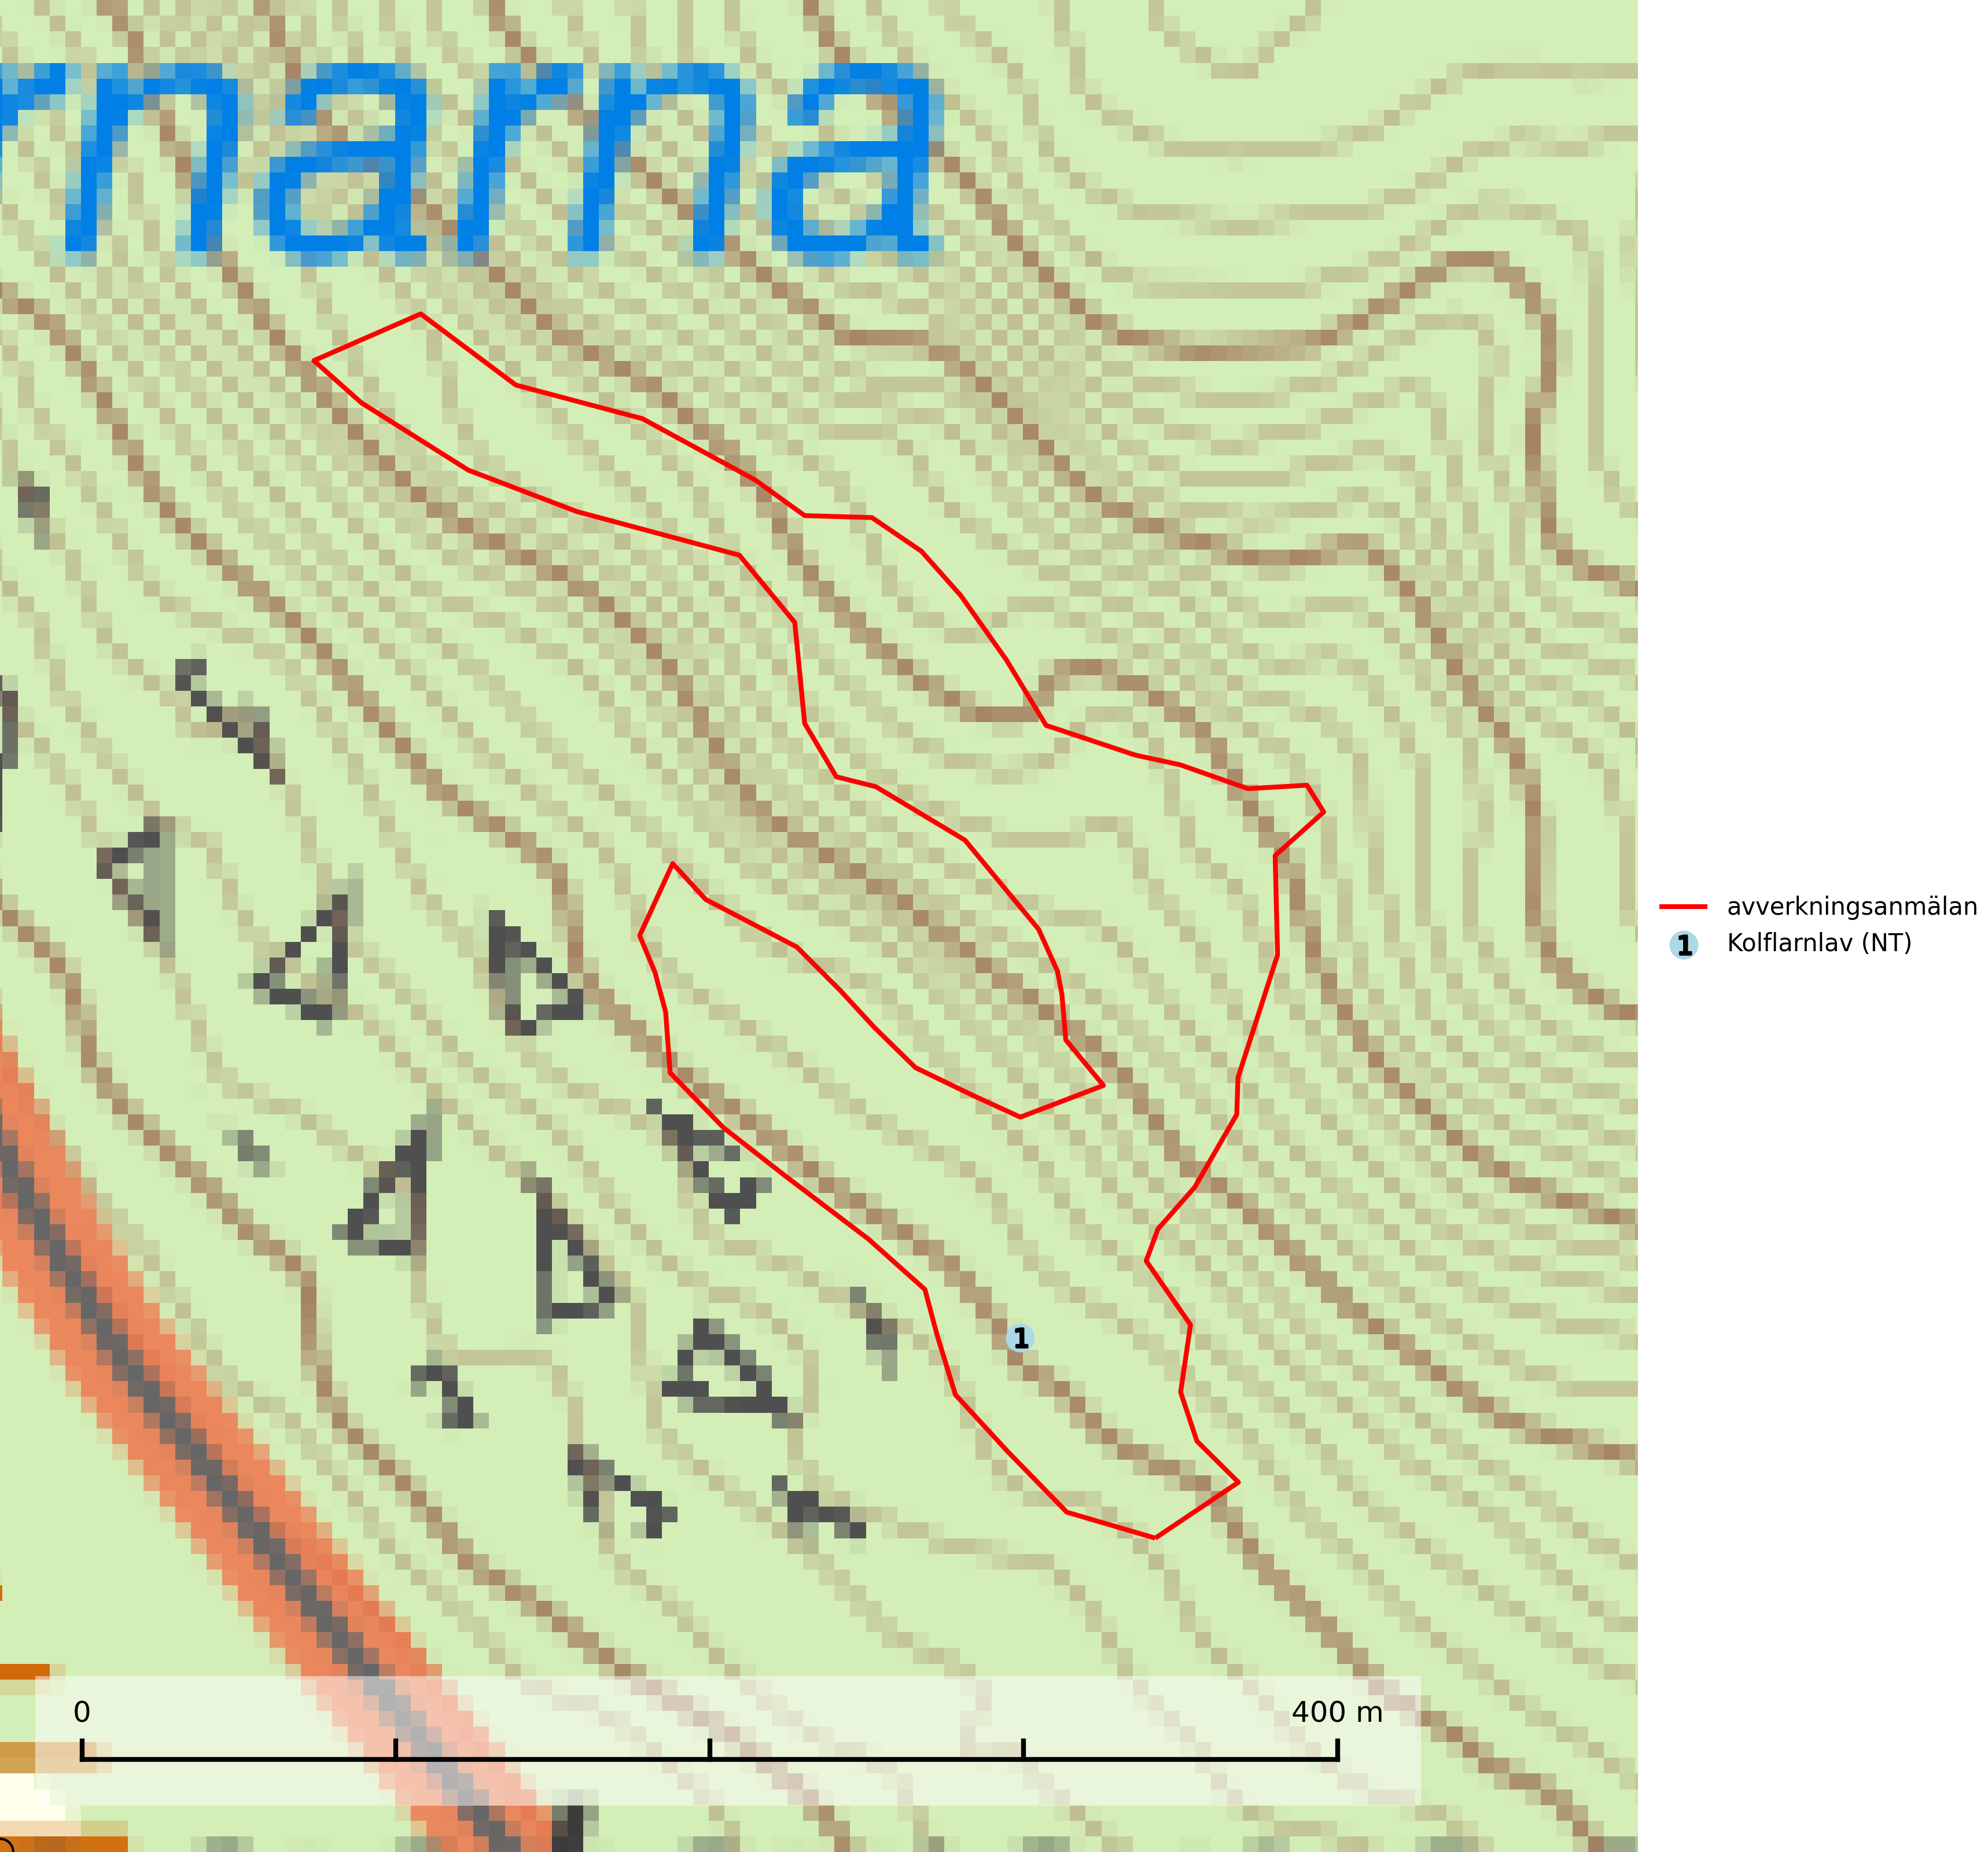 rnarna
avverkningsanmälan
1 Kolflarnlav (NT)
1
0 400 m